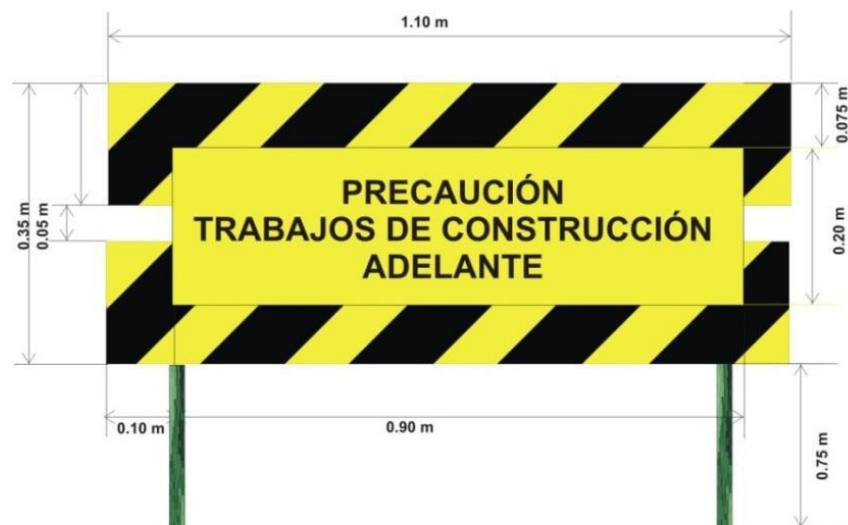 1.10 m
0.075 m
0.35 m
0.05 m
PRECAUCIÓN
TRABAJOS DE CONSTRUCCIÓN
ADELANTE
0.20 m
0.10 m
0.90 m
0.75 m